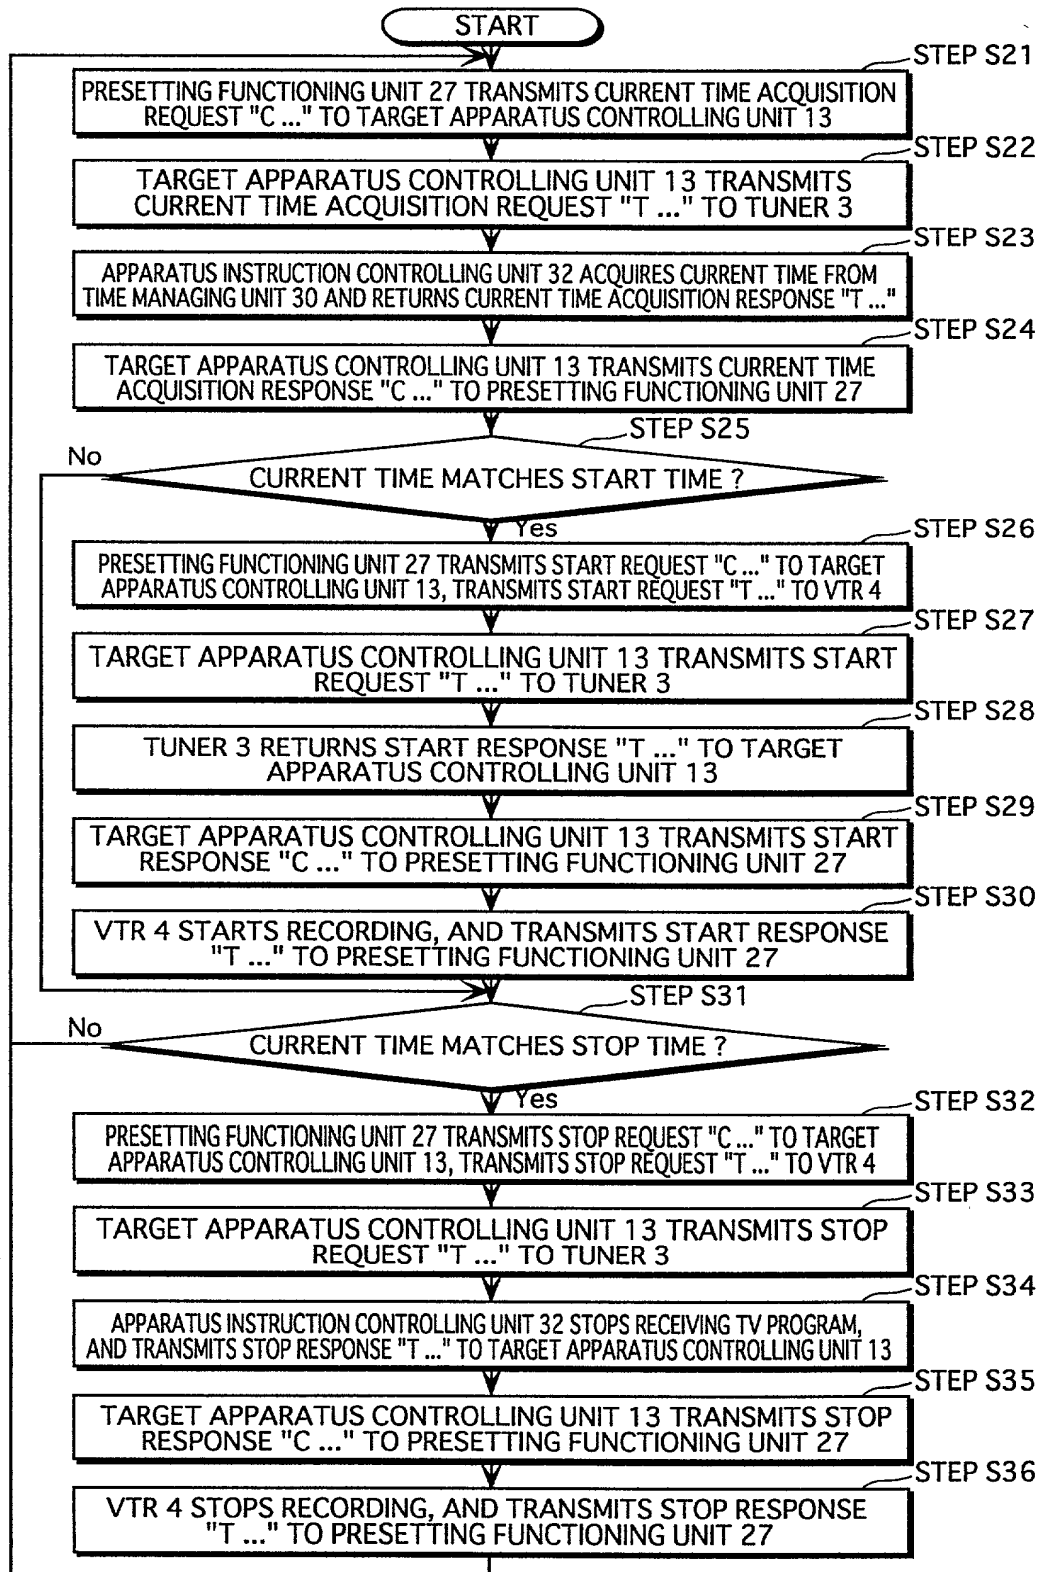 START
STEP S21
PRESETTING FUNCTIONING UNIT 27 TRANSMITS CURRENT TIME ACQUISITION
REQUEST "C ..." TO TARGET APPARATUS CONTROLLING UNIT 13
STEP S22
TARGET APPARATUS CONTROLLING UNIT 13 TRANSMITS
CURRENT TIME ACQUISITION REQUEST "T ..." TO TUNER 3
STEP S23
APPARATUS INSTRUCTION CONTROLLING UNIT 32 ACQUIRES CURRENT TIME FROM
TIME MANAGING UNIT 30 AND RETURNS CURRENT TIME ACQUISITION RESPONSE "T ..."
STEP S24
TARGET APPARATUS CONTROLLING UNIT 13 TRANSMITS CURRENT TIME
ACQUISITION RESPONSE "C ..." TO PRESETTING FUNCTIONING UNIT 27
STEP S25
No
CURRENT TIME MATCHES START TIME ?
Yes
STEP S26
PRESETTING FUNCTIONING UNIT 27 TRANSMITS START REQUEST "C ..." TO TARGET
APPARATUS CONTROLLING UNIT 13, TRANSMITS START REQUEST "T ..." TO VTR 4
STEP S27
TARGET APPARATUS CONTROLLING UNIT 13 TRANSMITS START
REQUEST "T ..." TO TUNER 3
STEP S28
TUNER 3 RETURNS START RESPONSE "T ..." TO TARGET
APPARATUS CONTROLLING UNIT 13
STEP S29
TARGET APPARATUS CONTROLLING UNIT 13 TRANSMITS START
RESPONSE "C ..." TO PRESETTING FUNCTIONING UNIT 27
STEP S30
VTR 4 STARTS RECORDING, AND TRANSMITS START RESPONSE
"T ..." TO PRESETTING FUNCTIONING UNIT 27
STEP S31
No
CURRENT TIME MATCHES STOP TIME ?
Yes
STEP S32
PRESETTING FUNCTIONING UNIT 27 TRANSMITS STOP REQUEST "C ..." TO TARGET
APPARATUS CONTROLLING UNIT 13, TRANSMITS STOP REQUEST "T ..." TO VTR 4
STEP S33
TARGET APPARATUS CONTROLLING UNIT 13 TRANSMITS STOP
REQUEST "T ..." TO TUNER 3
STEP S34
APPARATUS INSTRUCTION CONTROLLING UNIT 32 STOPS RECEIVING TV PROGRAM,
AND TRANSMITS STOP RESPONSE "T ..." TO TARGET APPARATUS CONTROLLING UNIT 13
STEP S35
TARGET APPARATUS CONTROLLING UNIT 13 TRANSMITS STOP
RESPONSE "C ..." TO PRESETTING FUNCTIONING UNIT 27
STEP S36
VTR 4 STOPS RECORDING, AND TRANSMITS STOP RESPONSE
"T ..." TO PRESETTING FUNCTIONING UNIT 27